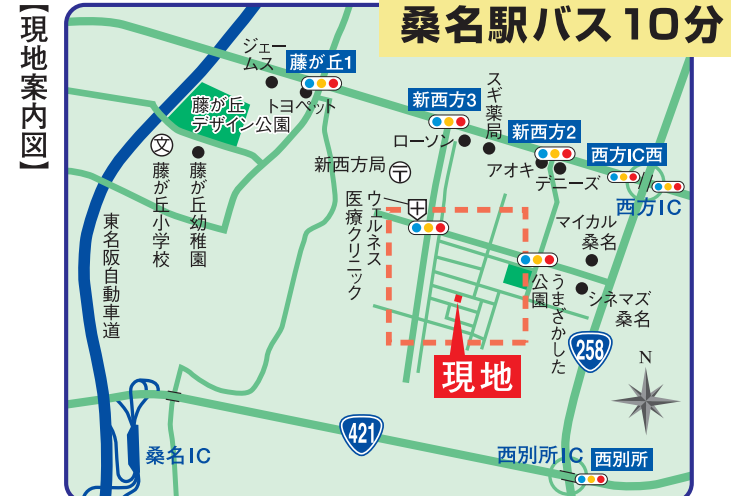 【現地案内図】
桑名駅バス10分
ジェー
ムス
藤が丘1
トヨペット
藤が丘
デザイン公園
文
藤が丘小学校
藤が丘幼稚園
東名阪自動車道
新西方3
ローソン
スギ薬局
新西方2
アオキ
デニーズ
西方IC西
西方IC
新西方局
〒
ウェルネス
医療クリニック
マイカル
桑名
シネマズ
桑名
うまざかした
公園
現地
258
N
421
桑名IC
西別所IC
西別所